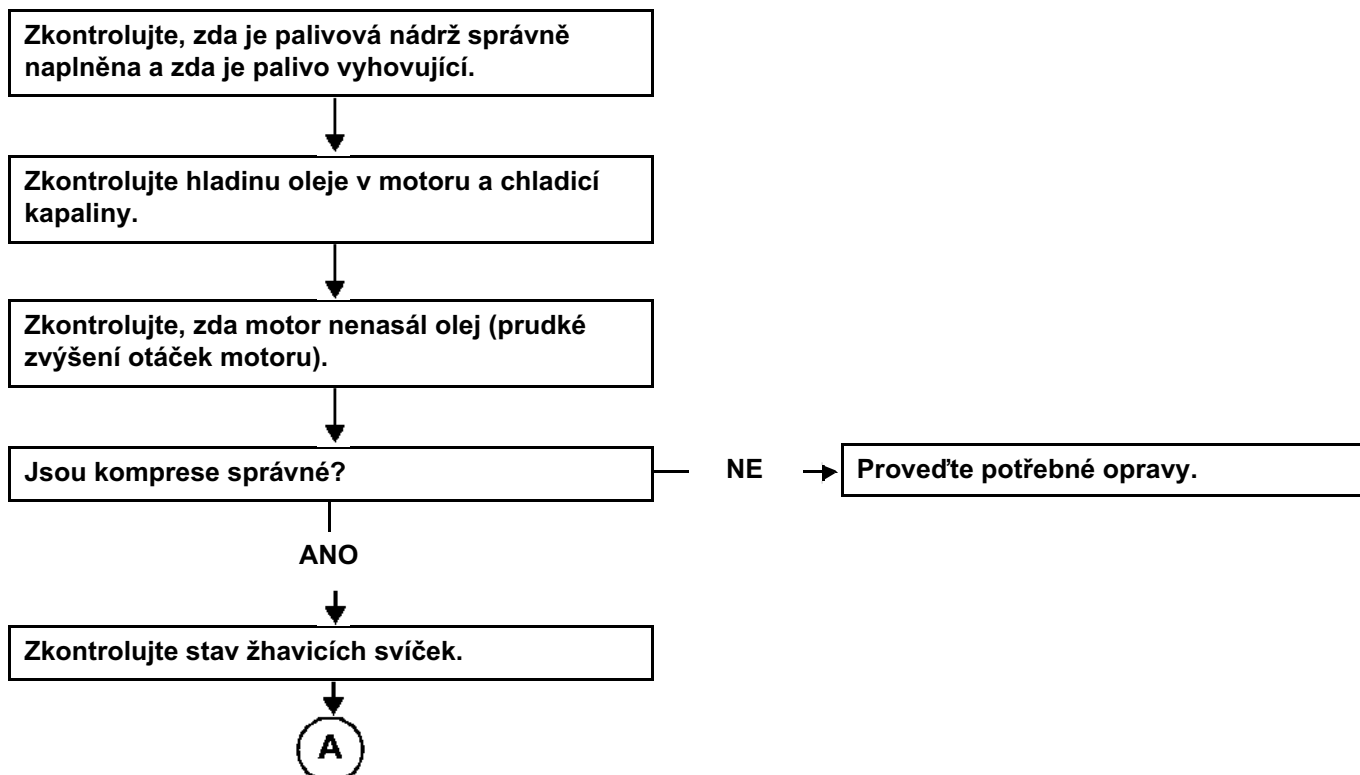 Zkontrolujte, zda je palivová nádrž správně
naplněna a zda je palivo vyhovující.
Zkontrolujte hladinu oleje v motoru a chladicí
kapaliny.
Zkontrolujte, zda motor nenasál olej (prudké
zvýšení otáček motoru).
Jsou komprese správné?
NE
Proveďte potřebné opravy.
ANO
Zkontrolujte stav žhavicích svíček.
A